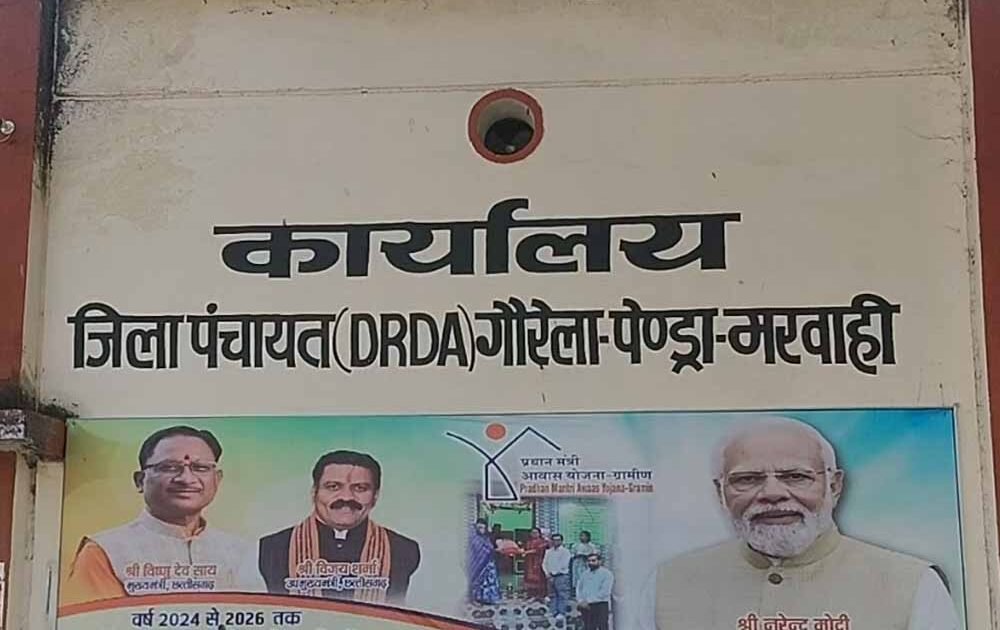 कार्यालय
जिला पंचायत(DRDA)गौरेला-पेण्ड्रा-मरवाही
प्रधान मंत्री
आवास योजना-ग्रामीण
Pradhan Mantri Awaas Yojana-Gramin
श्री विष्णु देव साय
मुख्यमंत्री, छत्तीसगढ़
श्री विजय शर्मा
उपमुख्यमंत्री, छत्तीसगढ़
श्री नरेन्द्र मोदी
वर्ष 2024 से 2026 तक